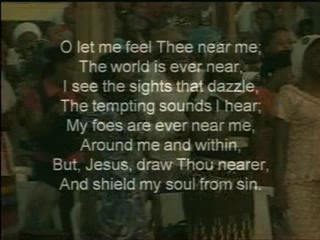 O let me feel Thee near me;
The world is ever near,
I see the sights that dazzle,
The tempting sounds I hear;
My foes are ever near me,
Around me and within,
But, Jesus, draw Thou nearer,
And shield my soul from sin.